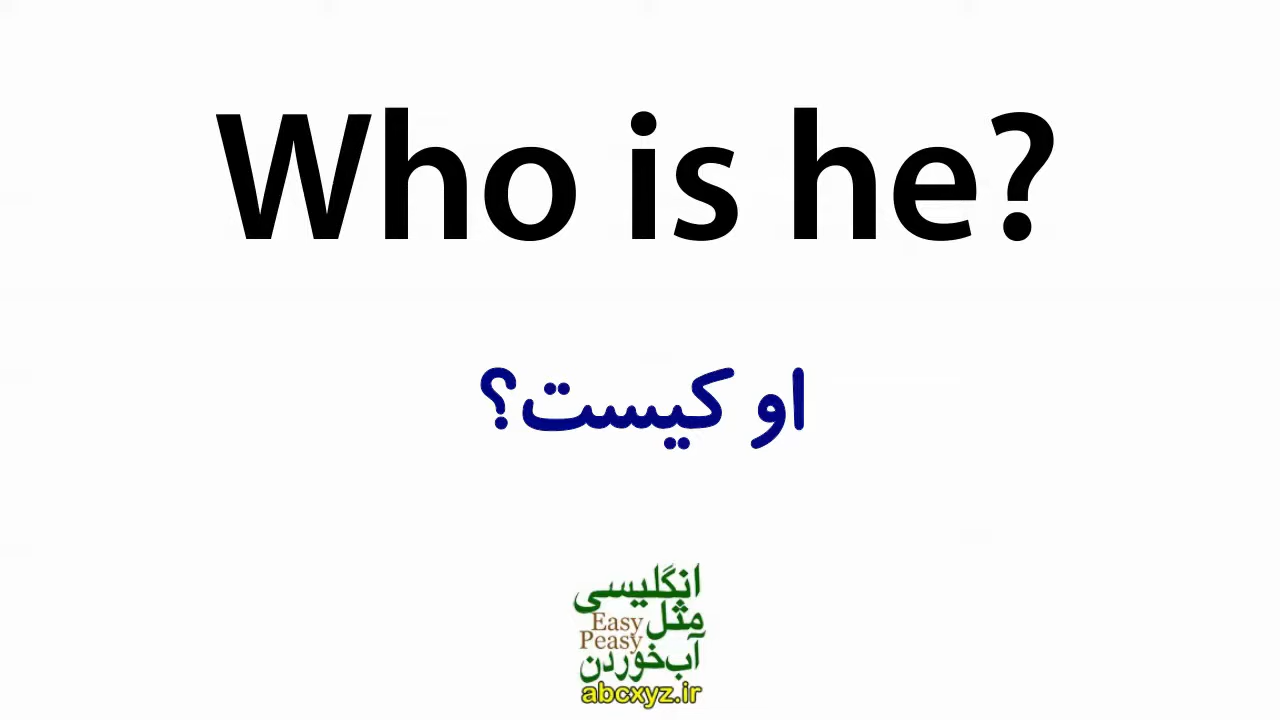 Who is he?
او کیست؟
انگلیسی
مثل
Easy
Peasy
آب‌خوردن
abcxyz.ir